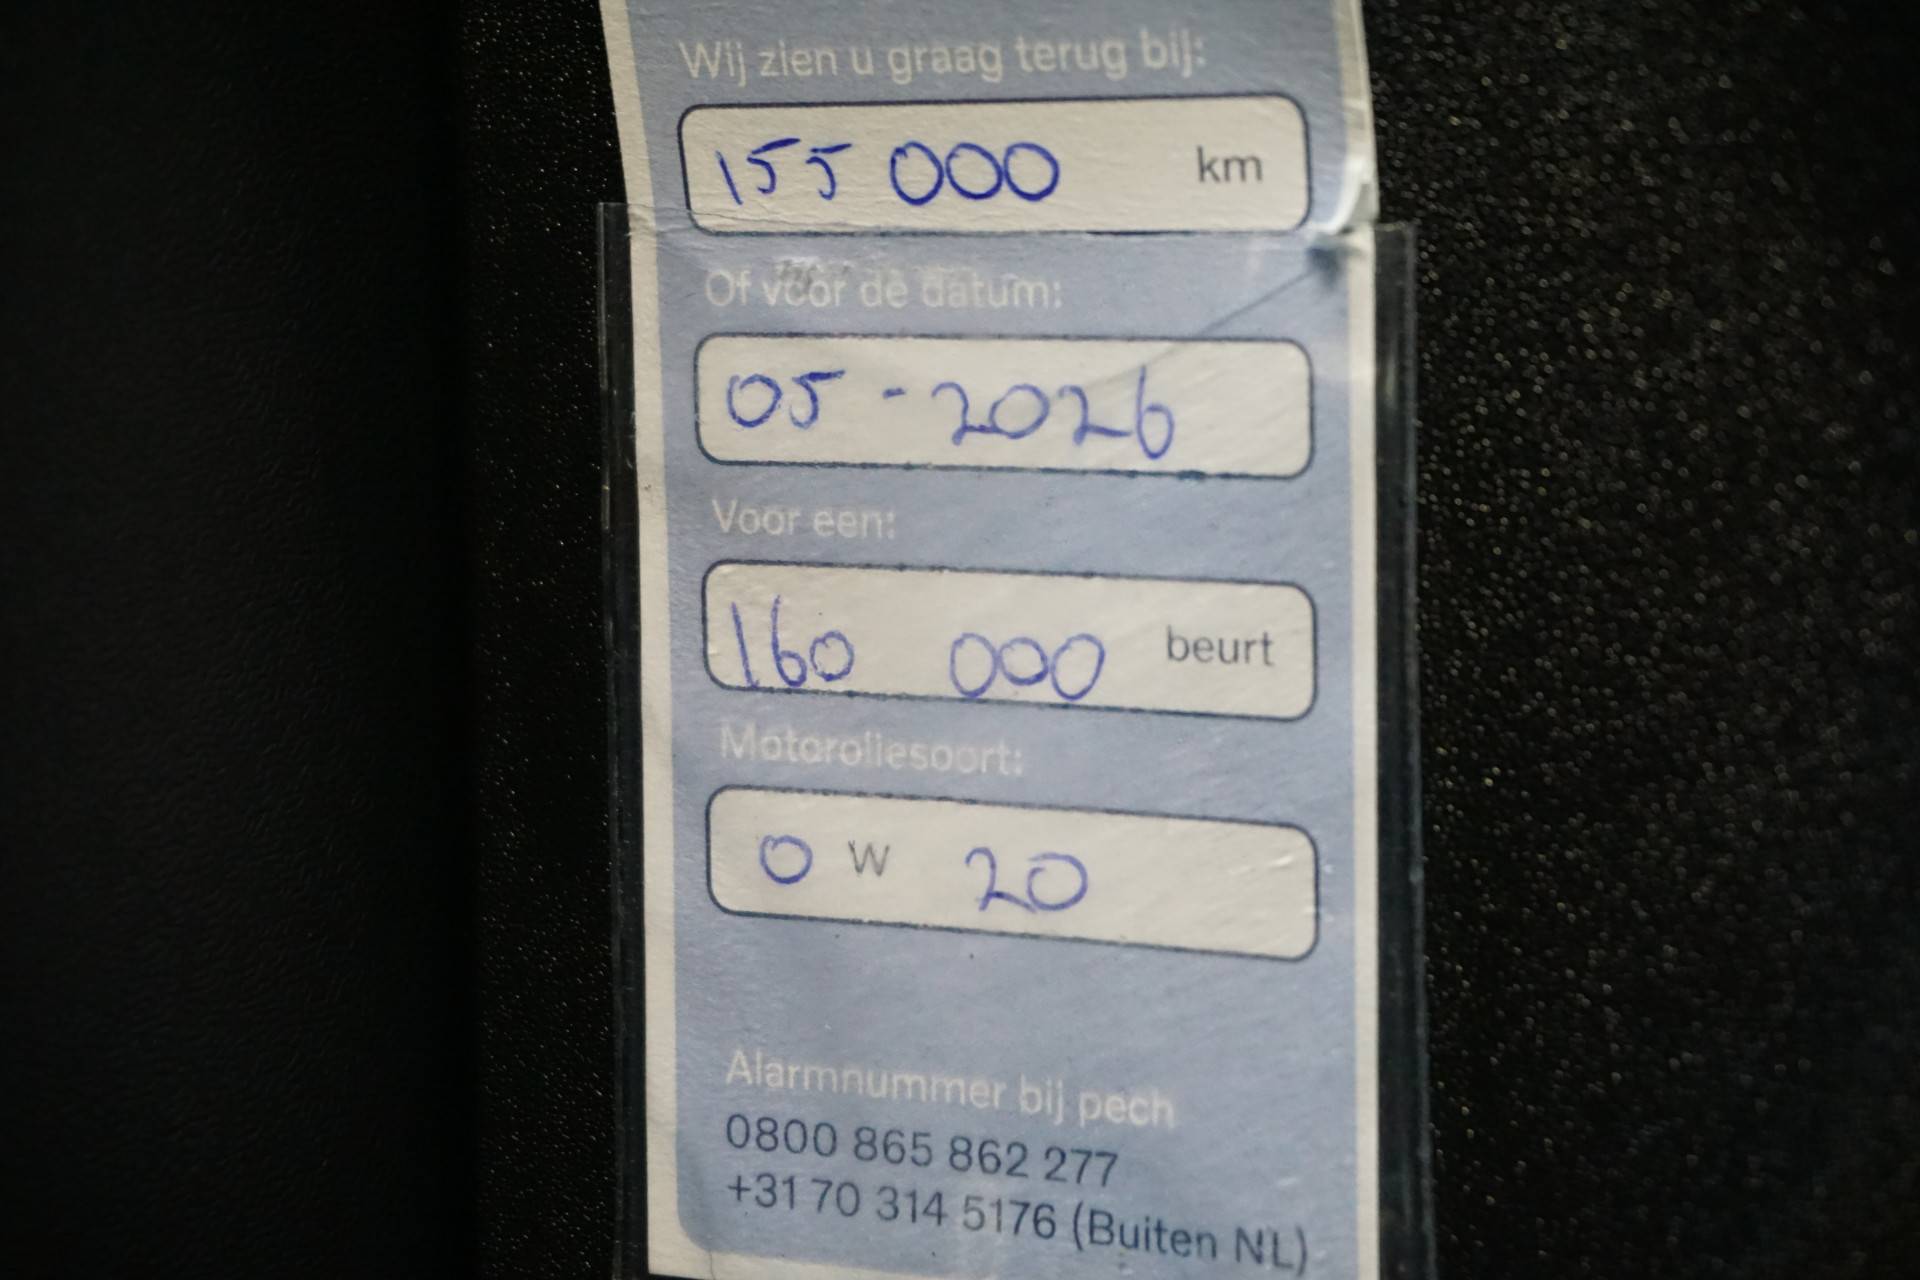 Wij zien u graag terug bij:
155 000 km
Of voor de datum:
05 - 2026
Voor een:
160 000 beurt
Motoroliesoort:
0 W 20
Alarmnummer bij pech
0800 865 862 277
+31 70 314 5176 (Buiten NL)